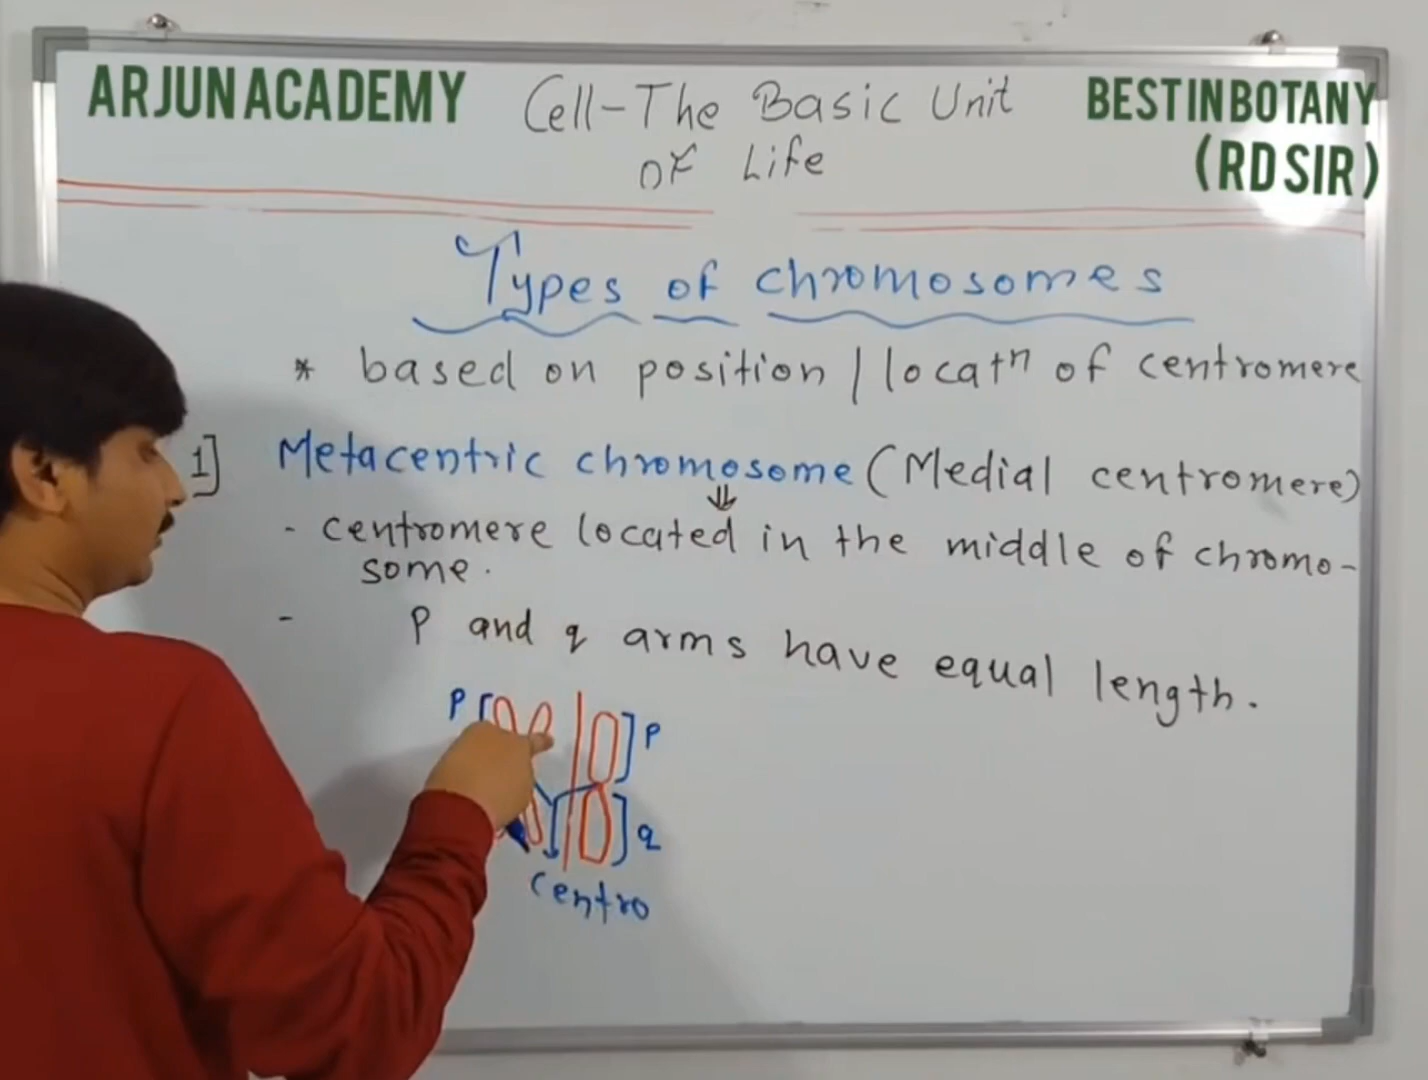 ARJUN ACADEMY
Cell-The Basic Unit
of Life
BEST IN BOTANY
(RD SIR)
Types of chromosomes
* based on position / locatn of centromere
1] Metacentric chromosome (Medial centromere)
⇓
- centromere located in the middle of chromo-
some.
- P and q arms have equal length.
P
P
q
Centro